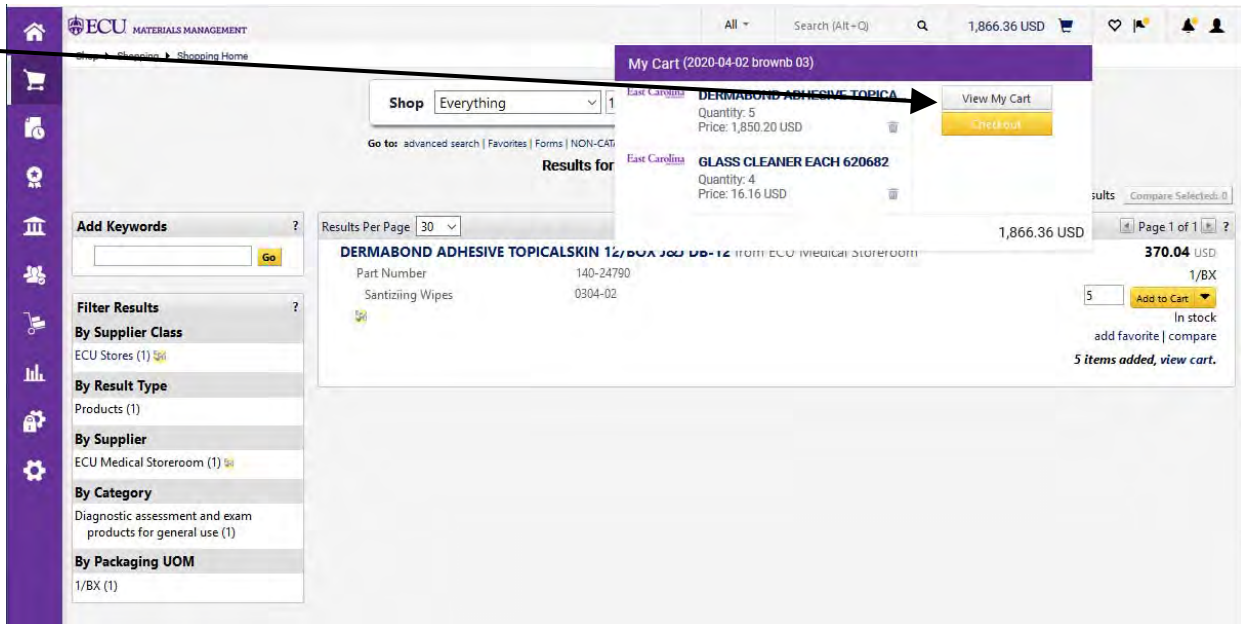 ECU MATERIALS MANAGEMENT
All
Search (Alt+Q)
1,866.36 USD
Shop Shopping Shopping Home
My Cart (2020-04-02 brownb 03)
East Carolina
DERMABOND ADHESIVE TOPICA...
Quantity: 5
Price: 1,850.20 USD
East Carolina
GLASS CLEANER EACH 620682
Quantity: 4
Price: 16.16 USD
1,866.36 USD
View My Cart
Checkout
Shop Everything 1
Go to: advanced search | Favorites | Forms | NON-CAT
Results for
Compare Selected: 0
Add Keywords ?
Go
Results Per Page 30
Page 1 of 1 ?
DERMABOND ADHESIVE TOPICALSKIN 12/BOX J&J DB-12 from ECU Medical Storeroom
370.04 USD
Part Number 140-24790
1/BX
Santiziing Wipes 0304-02
5 Add to Cart
In stock
add favorite | compare
5 items added, view cart.
Filter Results ?
By Supplier Class
ECU Stores (1)
By Result Type
Products (1)
By Supplier
ECU Medical Storeroom (1)
By Category
Diagnostic assessment and exam
products for general use (1)
By Packaging UOM
1/BX (1)